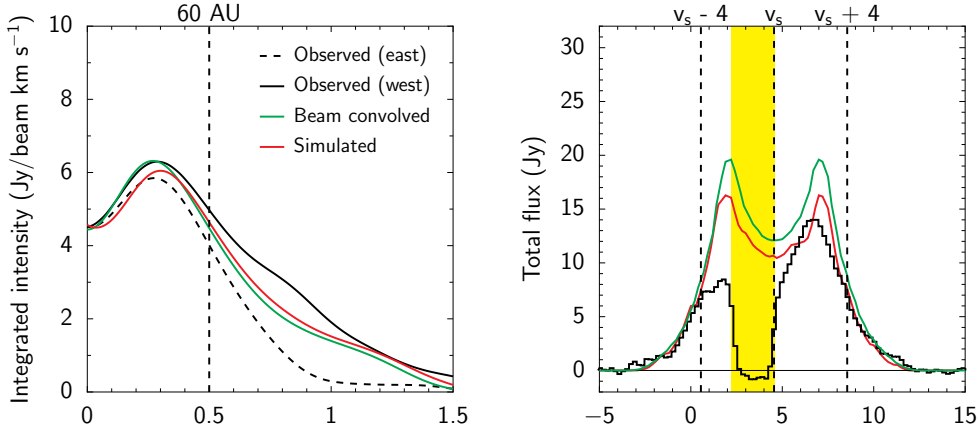 60 AU
Integrated intensity (Jy/beam km s⁻¹)
10
8
6
4
2
0
Observed (east)
Observed (west)
Beam convolved
Simulated
0 0.5 1 1.5
vₛ - 4 vₛ vₛ + 4
Total flux (Jy)
30
25
20
15
10
5
0
−5 0 5 10 15